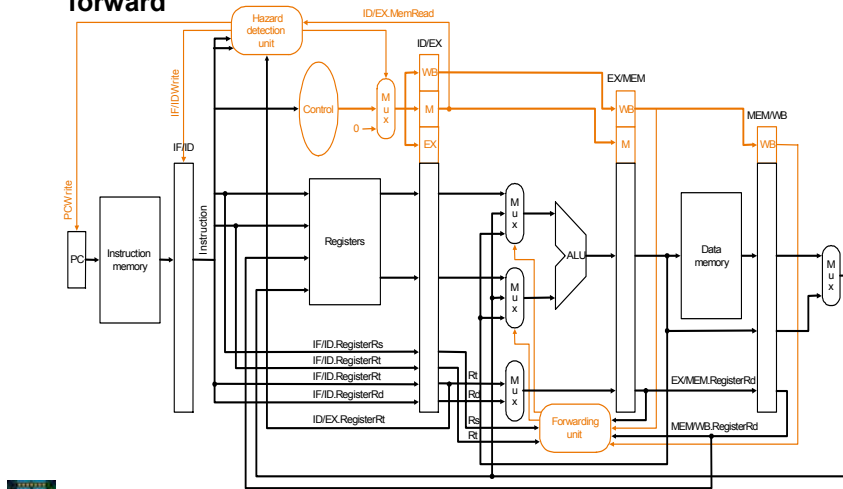 forward
Hazard
detection
unit
ID/EX.MemRead
ID/EX
IF/IDWrite
PCWrite
Control
M
u
x
0
WB
M
EX
EX/MEM
WB
M
MEM/WB
WB
IF/ID
PC
Instruction
memory
Instruction
Registers
M
u
x
M
u
x
ALU
Data
memory
M
u
x
IF/ID.RegisterRs
IF/ID.RegisterRt
IF/ID.RegisterRt
IF/ID.RegisterRd
ID/EX.RegisterRt
Rt
Rd
Rs
Rt
M
u
x
Forwarding
unit
EX/MEM.RegisterRd
MEM/WB.RegisterRd